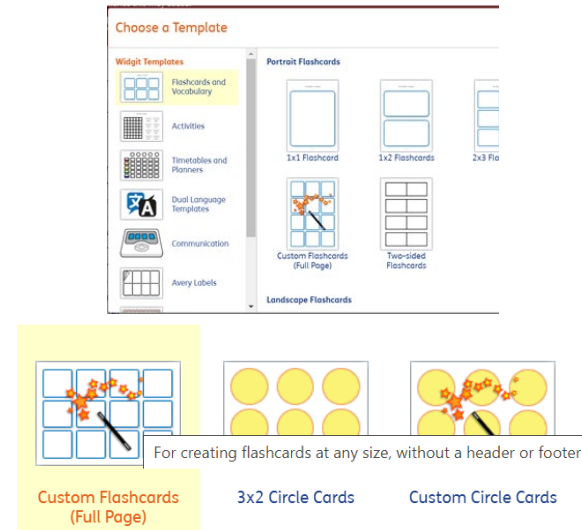 Choose a Template
Widgit Templates
Flashcards and
Vocabulary
Activities
Timetables and
Planners
Dual Language
Templates
Communication
Avery Labels
Portrait Flashcards
1x1 Flashcard
1x2 Flashcards
2x3 Fla
Custom Flashcards
(Full Page)
Two-sided
Flashcards
Landscape Flashcards
For creating flashcards at any size, without a header or footer
Custom Flashcards
(Full Page)
3x2 Circle Cards
Custom Circle Cards